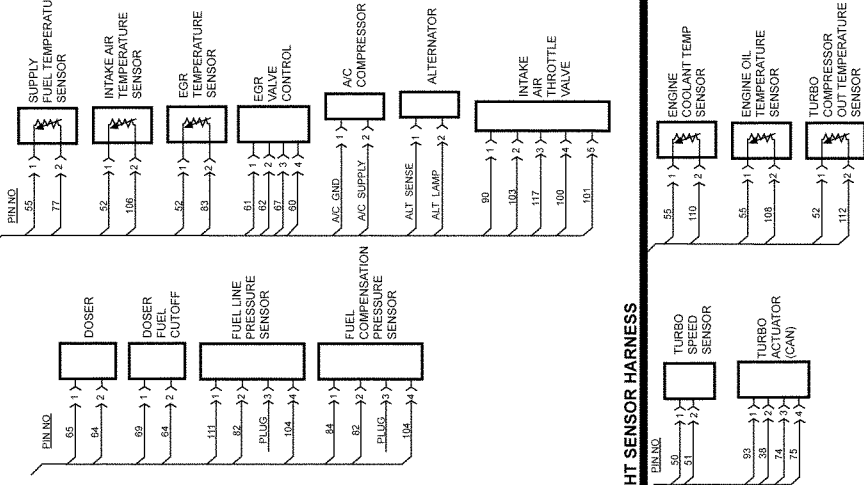 SUPPLY
FUEL TEMPERATU
SENSOR
INTAKE AIR
TEMPERATURE
SENSOR
EGR
TEMPERATURE
SENSOR
EGR
VALVE
CONTROL
A/C
COMPRESSOR
ALTERNATOR
INTAKE
AIR
THROTTLE
VALVE
1
2
1
2
1
2
1
2
3
4
1
2
1
2
1
2
3
4
5
PIN NO
55
77
52
106
52
83
61
62
67
60
A/C GND
A/C SUPPLY
ALT SENSE
ALT LAMP
90
103
117
100
101
DOSER
DOSER
FUEL
CUTOFF
FUEL LINE
PRESSURE
SENSOR
FUEL
COMPENSATION
PRESSURE
SENSOR
1
2
1
2
1
2
3
4
1
2
3
4
PIN NO
65
64
69
64
111
82
PLUG
104
84
82
PLUG
104
HT SENSOR HARNESS
ENGINE
COOLANT TEMP
SENSOR
ENGINE OIL
TEMPERATURE
SENSOR
TURBO
COMPRESSOR
OUT TEMPERATURE
SENSOR
1
2
1
2
1
2
55
110
55
108
52
112
TURBO
SPEED
SENSOR
TURBO
ACTUATOR
(CAN)
1
2
1
2
3
4
PIN NO
50
51
93
38
74
75